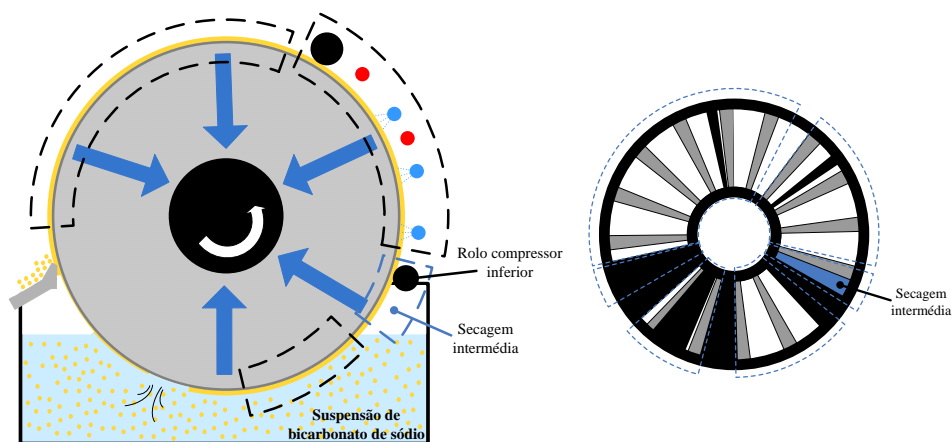 Rolo compressor
inferior
Secagem
intermédia
Suspensão de
bicarbonato de sódio
Secagem
intermédia